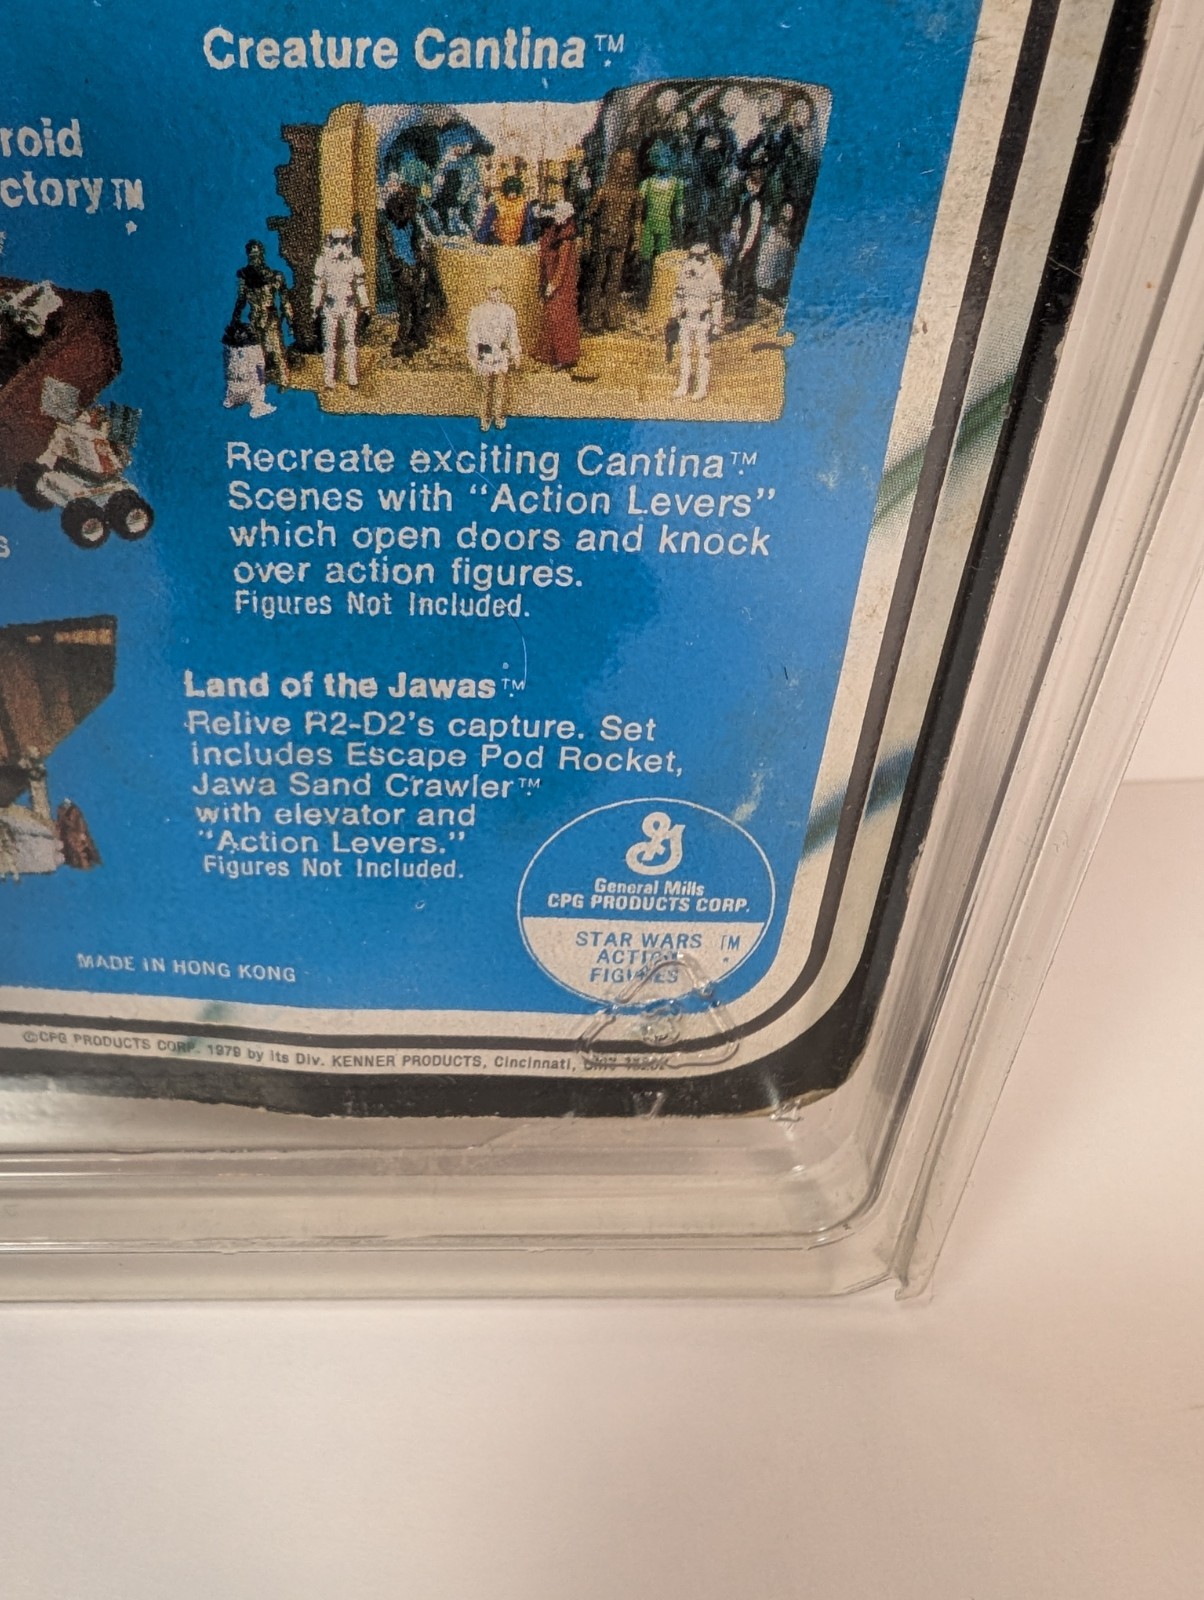 Creature Cantina™
roid
ctory™
s
Recreate exciting Cantina™
Scenes with “Action Levers”
which open doors and knock
over action figures.
Figures Not Included.
Land of the Jawas™
Relive R2-D2's capture. Set
includes Escape Pod Rocket,
Jawa Sand Crawler™
with elevator and
“Action Levers.”
Figures Not Included.
General Mills
CPG PRODUCTS CORP.
STAR WARS TM
ACTION
FIGURES
MADE IN HONG KONG
©CPG PRODUCTS CORP. 1979 by its Div. KENNER PRODUCTS, Cincinnati,